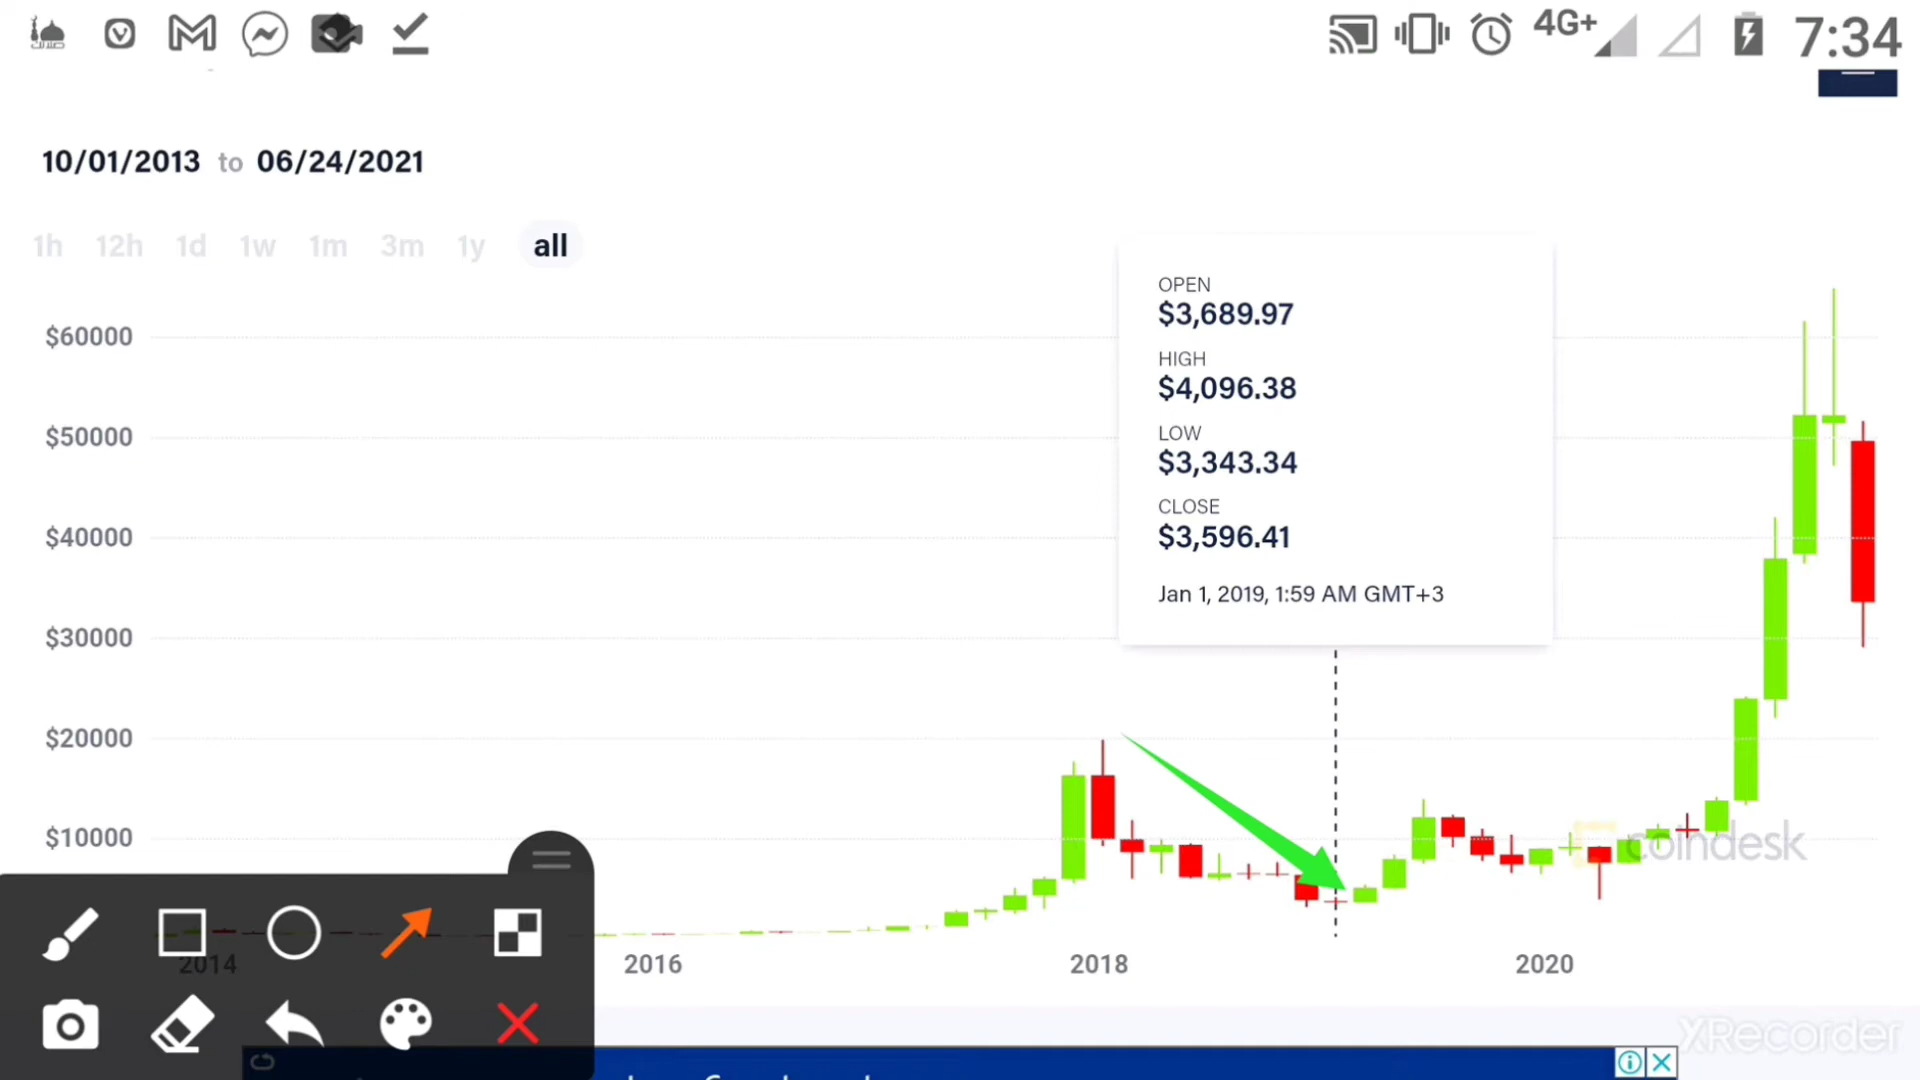 4G+ 7:34
10/01/2013 to 06/24/2021
1h 12h 1d 1w 1m 3m 1y all
OPEN
$3,689.97
HIGH
$4,096.38
LOW
$3,343.34
CLOSE
$3,596.41
Jan 1, 2019, 1:59 AM GMT+3
$60000
$50000
$40000
$30000
$20000
$10000
coindesk
2014 2016 2018 2020
XRecorder